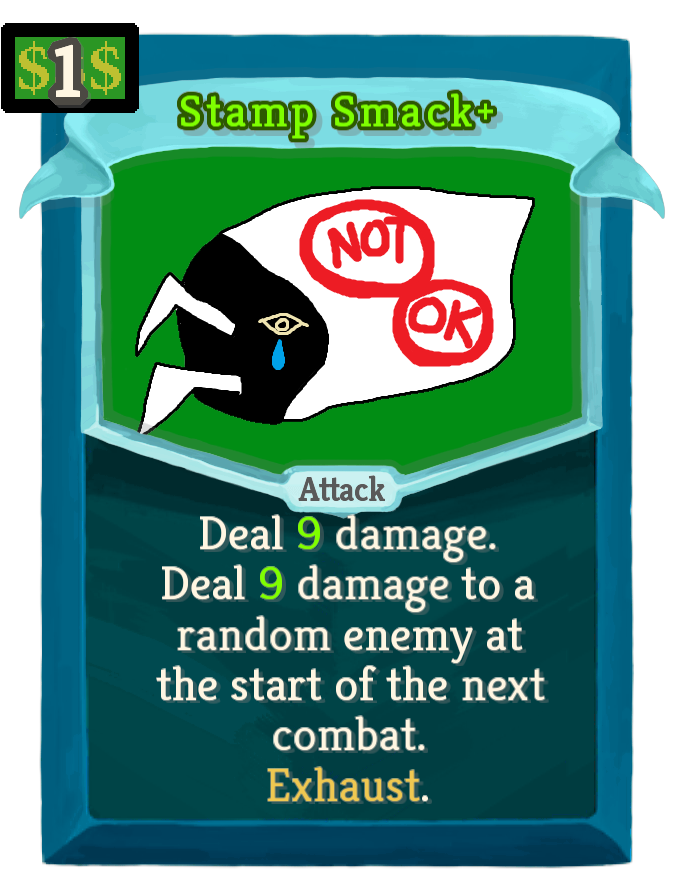 $1$
Stamp Smack+
NOT
OK
Attack
Deal 9 damage.
Deal 9 damage to a
random enemy at
the start of the next
combat.
Exhaust.